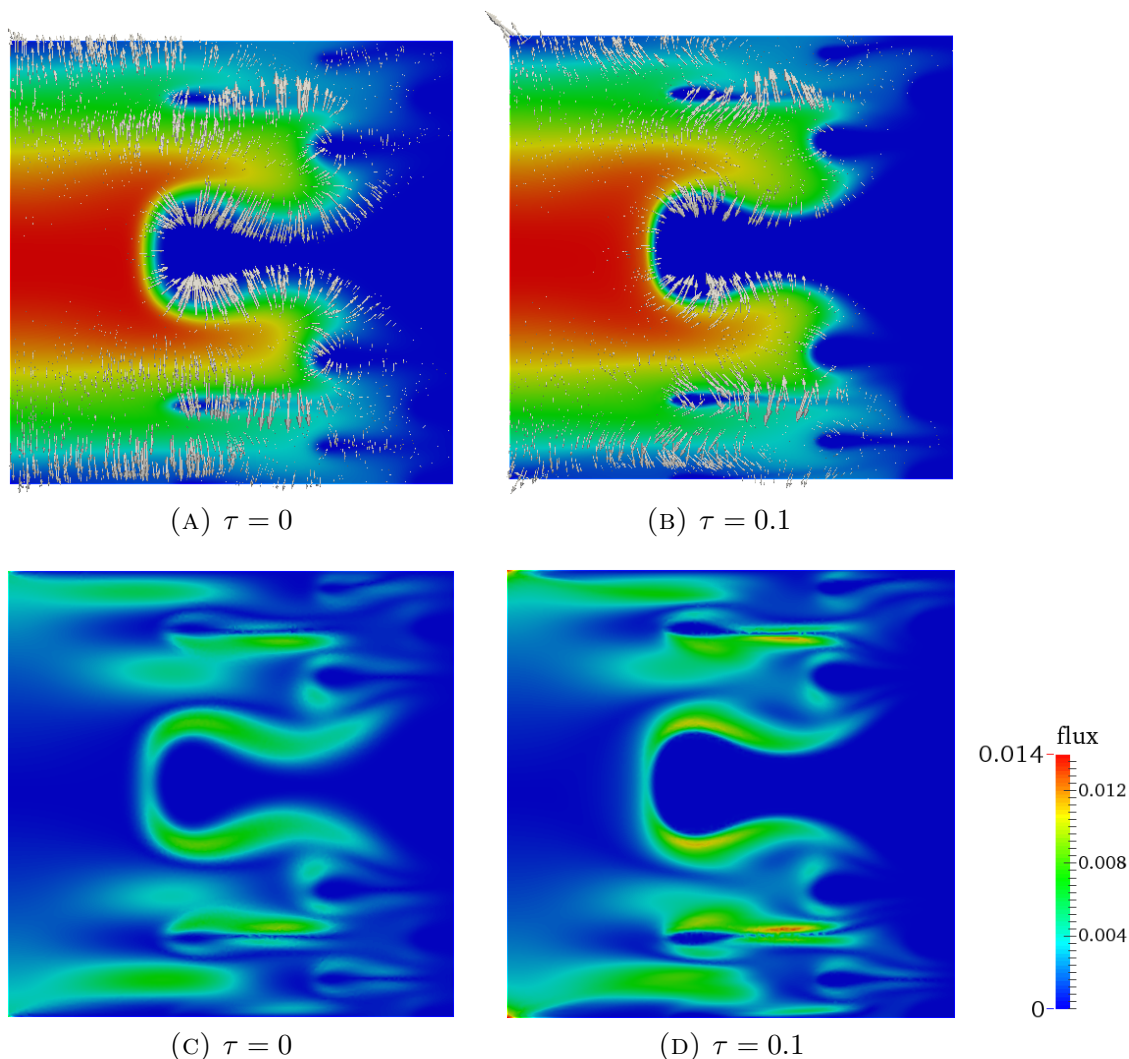 (A) τ = 0
(B) τ = 0.1
flux
0.014
0.012
0.008
0.004
0
(C) τ = 0
(D) τ = 0.1